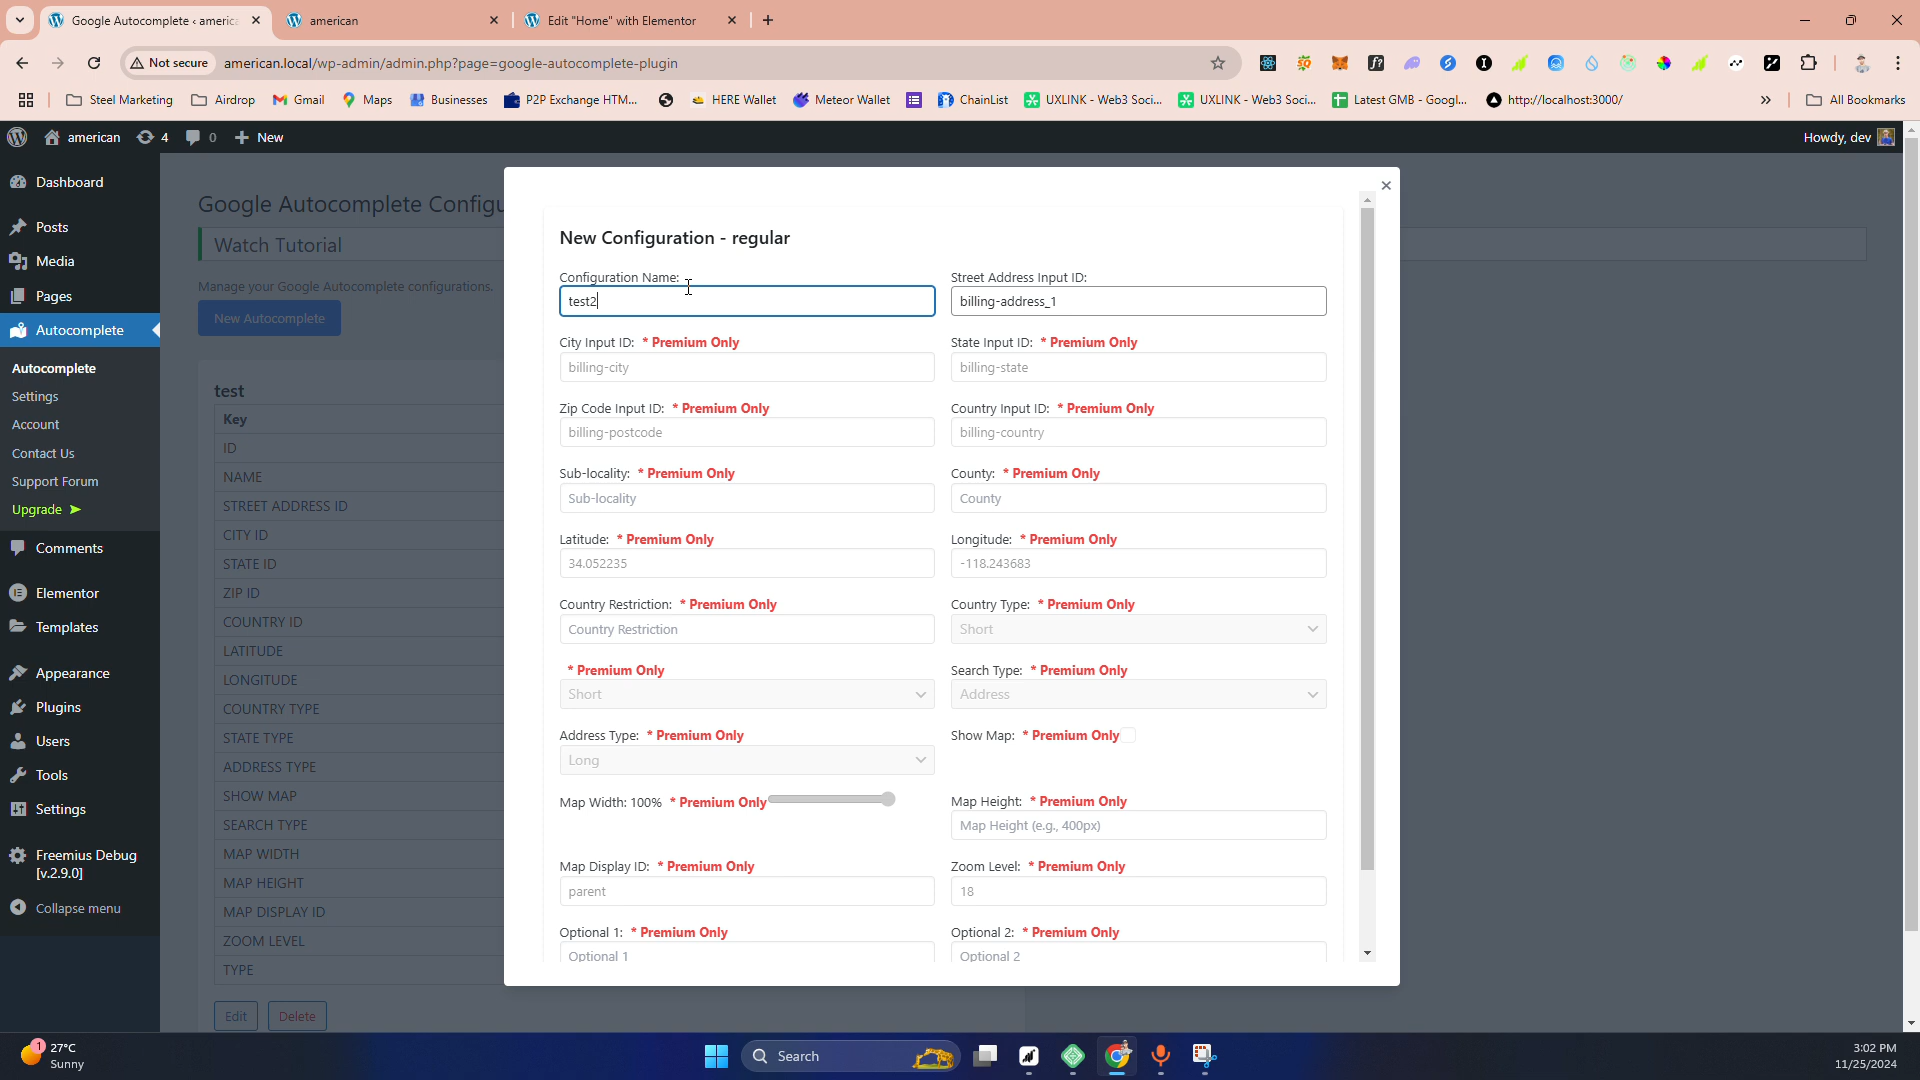 Google Autocomplete ‹ americ
american
Edit "Home" with Elementor
Not secure
american.local/wp-admin/admin.php?page=google-autocomplete-plugin
Steel Marketing
Airdrop
Gmail
Maps
Businesses
P2P Exchange HTM...
HERE Wallet
Meteor Wallet
ChainList
UXLINK - Web3 Soci...
UXLINK - Web3 Soci...
Latest GMB - Googl...
http://localhost:3000/
All Bookmarks
american
4
0
New
Howdy, dev
Dashboard
Posts
Media
Pages
Autocomplete
Autocomplete
Settings
Account
Contact Us
Support Forum
Upgrade ➤
Comments
Elementor
Templates
Appearance
Plugins
Users
Tools
Settings
Freemius Debug
[v.2.9.0]
Collapse menu
Google Autocomplete Configu
Watch Tutorial
Manage your Google Autocomplete configurations.
New Autocomplete
test
Key
ID
NAME
STREET ADDRESS ID
CITY ID
STATE ID
ZIP ID
COUNTRY ID
LATITUDE
LONGITUDE
COUNTRY TYPE
STATE TYPE
ADDRESS TYPE
SHOW MAP
SEARCH TYPE
MAP WIDTH
MAP HEIGHT
MAP DISPLAY ID
ZOOM LEVEL
TYPE
Edit
Delete
New Configuration - regular
Configuration Name:
test2
Street Address Input ID:
billing-address_1
City Input ID: * Premium Only
billing-city
State Input ID: * Premium Only
billing-state
Zip Code Input ID: * Premium Only
billing-postcode
Country Input ID: * Premium Only
billing-country
Sub-locality: * Premium Only
Sub-locality
County: * Premium Only
County
Latitude: * Premium Only
34.052235
Longitude: * Premium Only
-118.243683
Country Restriction: * Premium Only
Country Restriction
Country Type: * Premium Only
Short
* Premium Only
Short
Search Type: * Premium Only
Address
Address Type: * Premium Only
Long
Show Map: * Premium Only
Map Width: 100% * Premium Only
Map Height: * Premium Only
Map Height (e.g., 400px)
Map Display ID: * Premium Only
parent
Zoom Level: * Premium Only
18
Optional 1: * Premium Only
Optional 1
Optional 2: * Premium Only
Optional 2
1
27°C
Sunny
Search
3:02 PM
11/25/2024